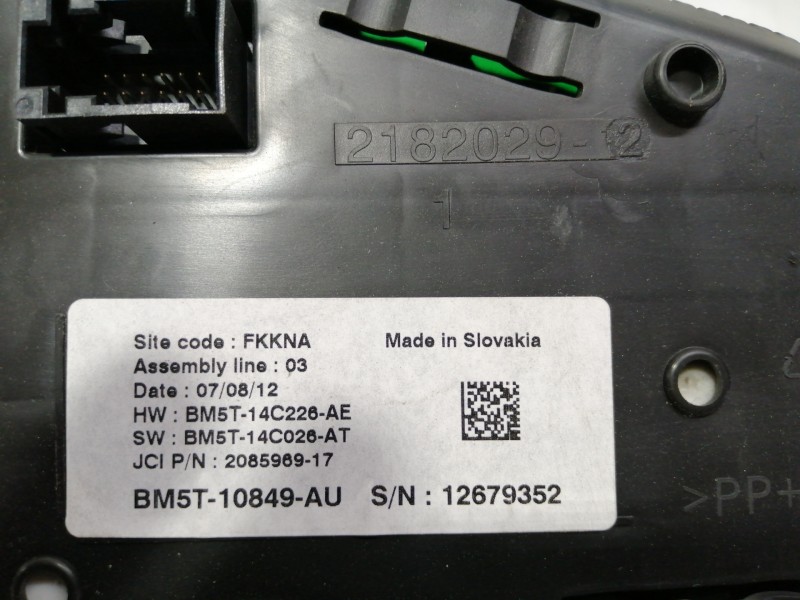 2182029-12
1
Site code : FKKNA
Made in Slovakia
Assembly line : 03
Date : 07/08/12
HW : BM5T-14C226-AE
SW : BM5T-14C026-AT
JCI P/N : 2085969-17
BM5T-10849-AU S/N : 12679352
>PP+